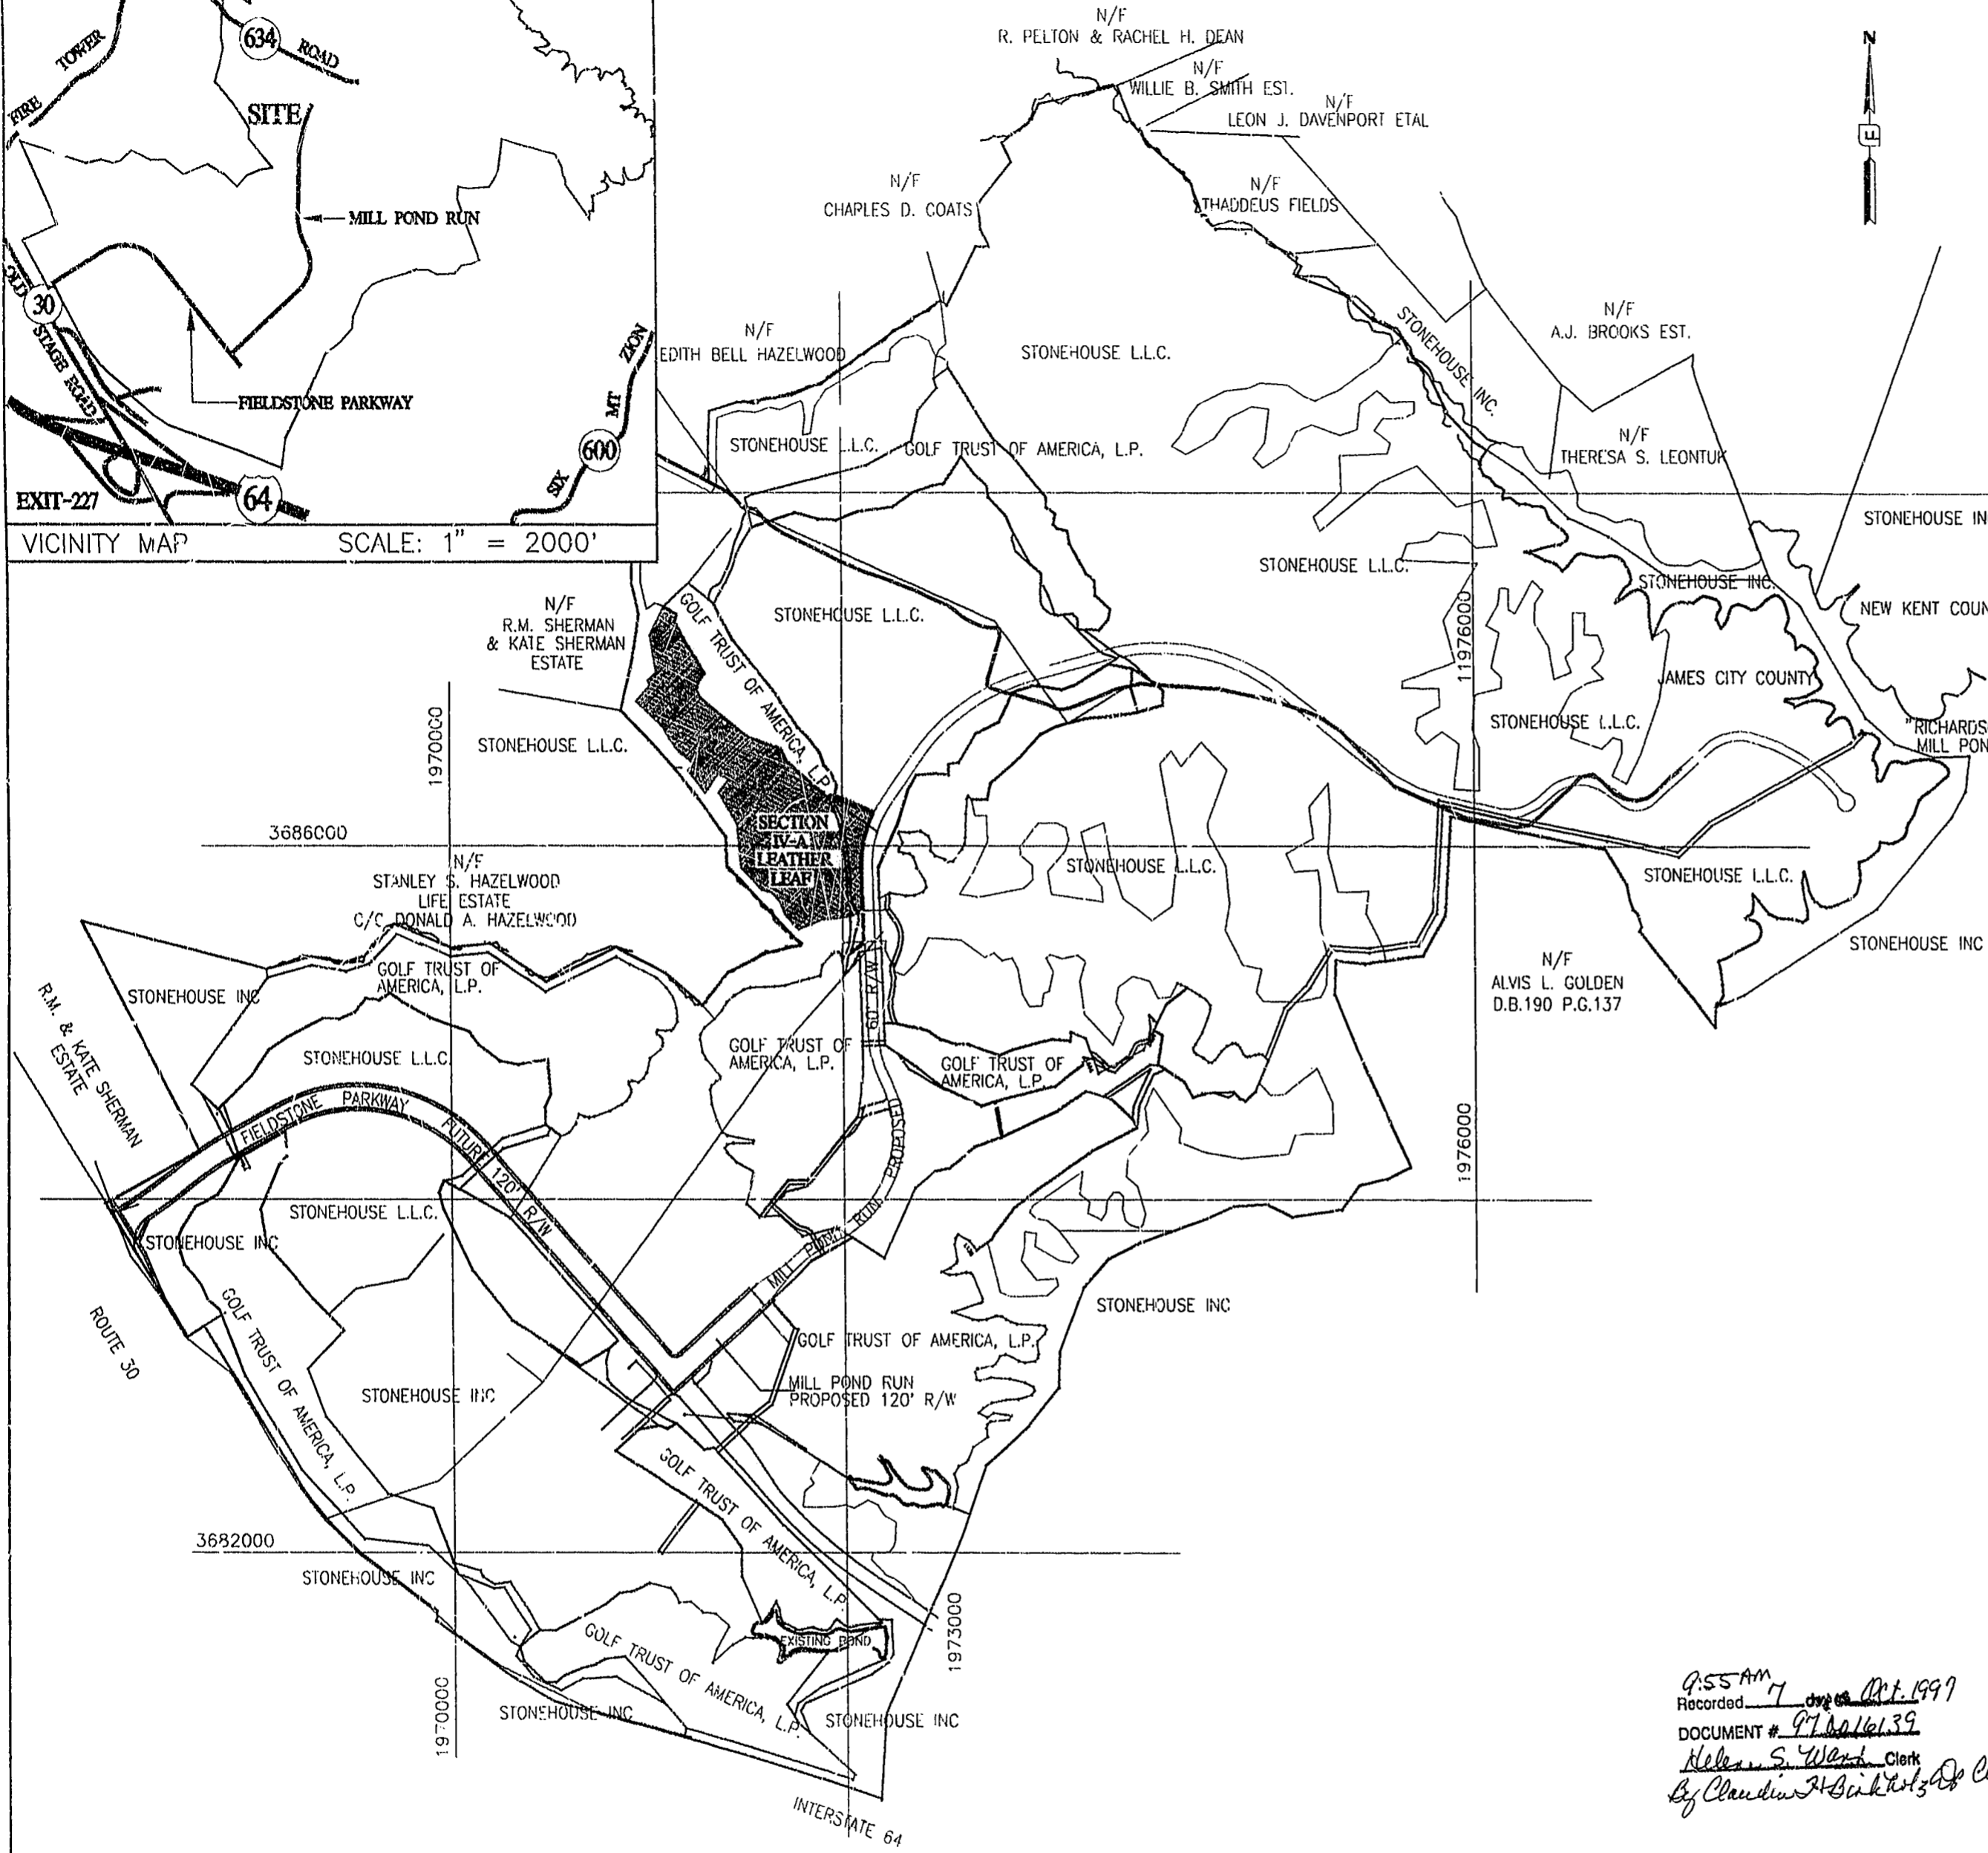 634
ROAD
TOWER
FIRE
SITE
MILL POND RUN
OLD
30
STAGE ROAD
FIELDSTONE PARKWAY
EXIT-227
64
SIX
600
MT
ZION
VICINITY MAP
SCALE: 1" = 2000'
N/F
R. PELTON & RACHEL H. DEAN
N/F
WILLIE B. SMITH EST.
N/F
LEON J. DAVENPORT ETAL
N
N/F
CHARLES D. COATS
N/F
THADDEUS FIELDS
N/F
EDITH BELL HAZELWOOD
STONEHOUSE L.L.C.
STONEHOUSE INC.
N/F
A.J. BROOKS EST.
STONEHOUSE L.L.C.
GOLF TRUST OF AMERICA, L.P.
N/F
THERESA S. LEONTUK
STONEHOUSE IN
STONEHOUSE L.L.C.
STONEHOUSE INC.
NEW KENT COUN
N/F
R.M. SHERMAN
& KATE SHERMAN
ESTATE
GOLF TRUST OF AMERICA, L.P.
STONEHOUSE L.L.C.
11976000
JAMES CITY COUNTY
STONEHOUSE L.L.C.
"RICHARDS
MILL PON
1970000
STONEHOUSE L.L.C.
3686000
SECTION
IV-A
LEATHER
LEAF
STONEHOUSE L.L.C.
STONEHOUSE L.L.C.
STONEHOUSE INC
N/F
STANLEY S. HAZELWOOD
LIFE ESTATE
C/O DONALD A. HAZELWOOD
GOLF TRUST OF
AMERICA, L.P.
STONEHOUSE INC
R.M. & KATE SHERMAN
ESTATE
60' R/W
N/F
ALVIS L. GOLDEN
D.B.190 P.G.137
STONEHOUSE L.L.C.
GOLF TRUST OF
AMERICA, L.P.
GOLF TRUST OF
AMERICA, L.P.
FIELDSTONE PARKWAY
FUTURE 120' R/W
MILL POND RUN PROPOSED
1976000
STONEHOUSE L.L.C.
STONEHOUSE INC
ROUTE 30
GOLF TRUST OF AMERICA, L.P.
STONEHOUSE INC
STONEHOUSE INC
GOLF TRUST OF AMERICA, L.P.
MILL POND RUN
PROPOSED 120' R/W
GOLF TRUST OF AMERICA, L.P.
3682000
STONEHOUSE INC
1973000
EXISTING POND
GOLF TRUST OF AMERICA, L.P.
1970000
STONEHOUSE INC
STONEHOUSE INC
INTERSTATE 64
9:55 AM
Recorded 7 day of Oct. 1997
DOCUMENT # 970016139
Helen S. Ward Clerk
By Claudia